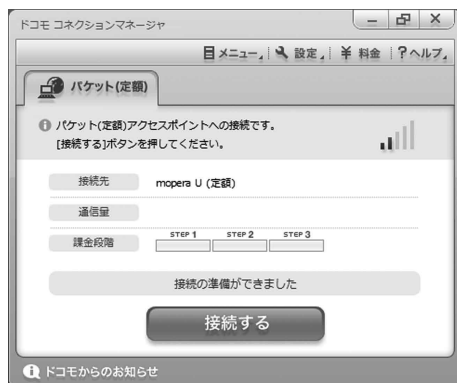 ドコモ コネクションマネージャ
メニュー 設定 ¥ 料金 ?ヘルプ
パケット(定額)
パケット(定額)アクセスポイントへの接続です。
[接続する]ボタンを押してください。
接続先 mopera U (定額)
通信量
課金段階 STEP 1 STEP 2 STEP 3
接続の準備ができました
接続する
ドコモからのお知らせ